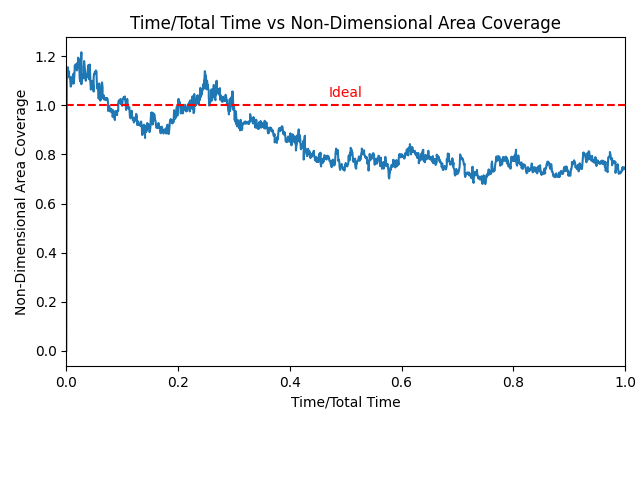 Time/Total Time vs Non-Dimensional Area Coverage
Non-Dimensional Area Coverage
1.2
1.0
0.8
0.6
0.4
0.2
0.0
Ideal
0.0 0.2 0.4 0.6 0.8 1.0
Time/Total Time